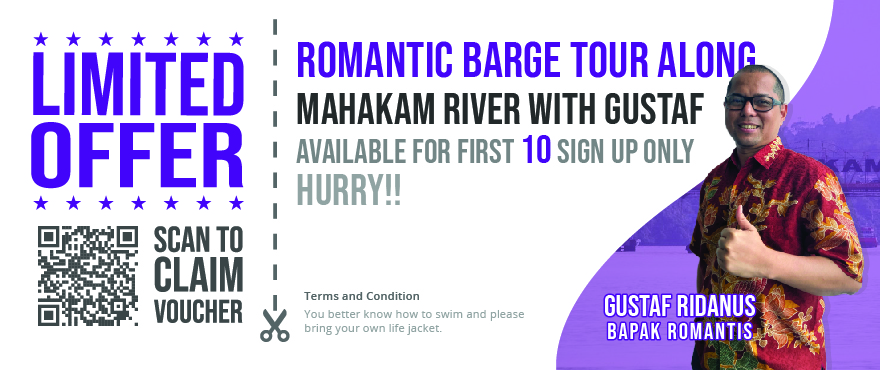 LIMITED
OFFER
SCAN TO
CLAIM
VOUCHER
ROMANTIC BARGE TOUR ALONG
MAHAKAM RIVER WITH GUSTAF
AVAILABLE FOR FIRST 10 SIGN UP ONLY
HURRY!!
Terms and Condition
You better know how to swim and please
bring your own life jacket.
KAM
GUSTAF RIDANUS
BAPAK ROMANTIS